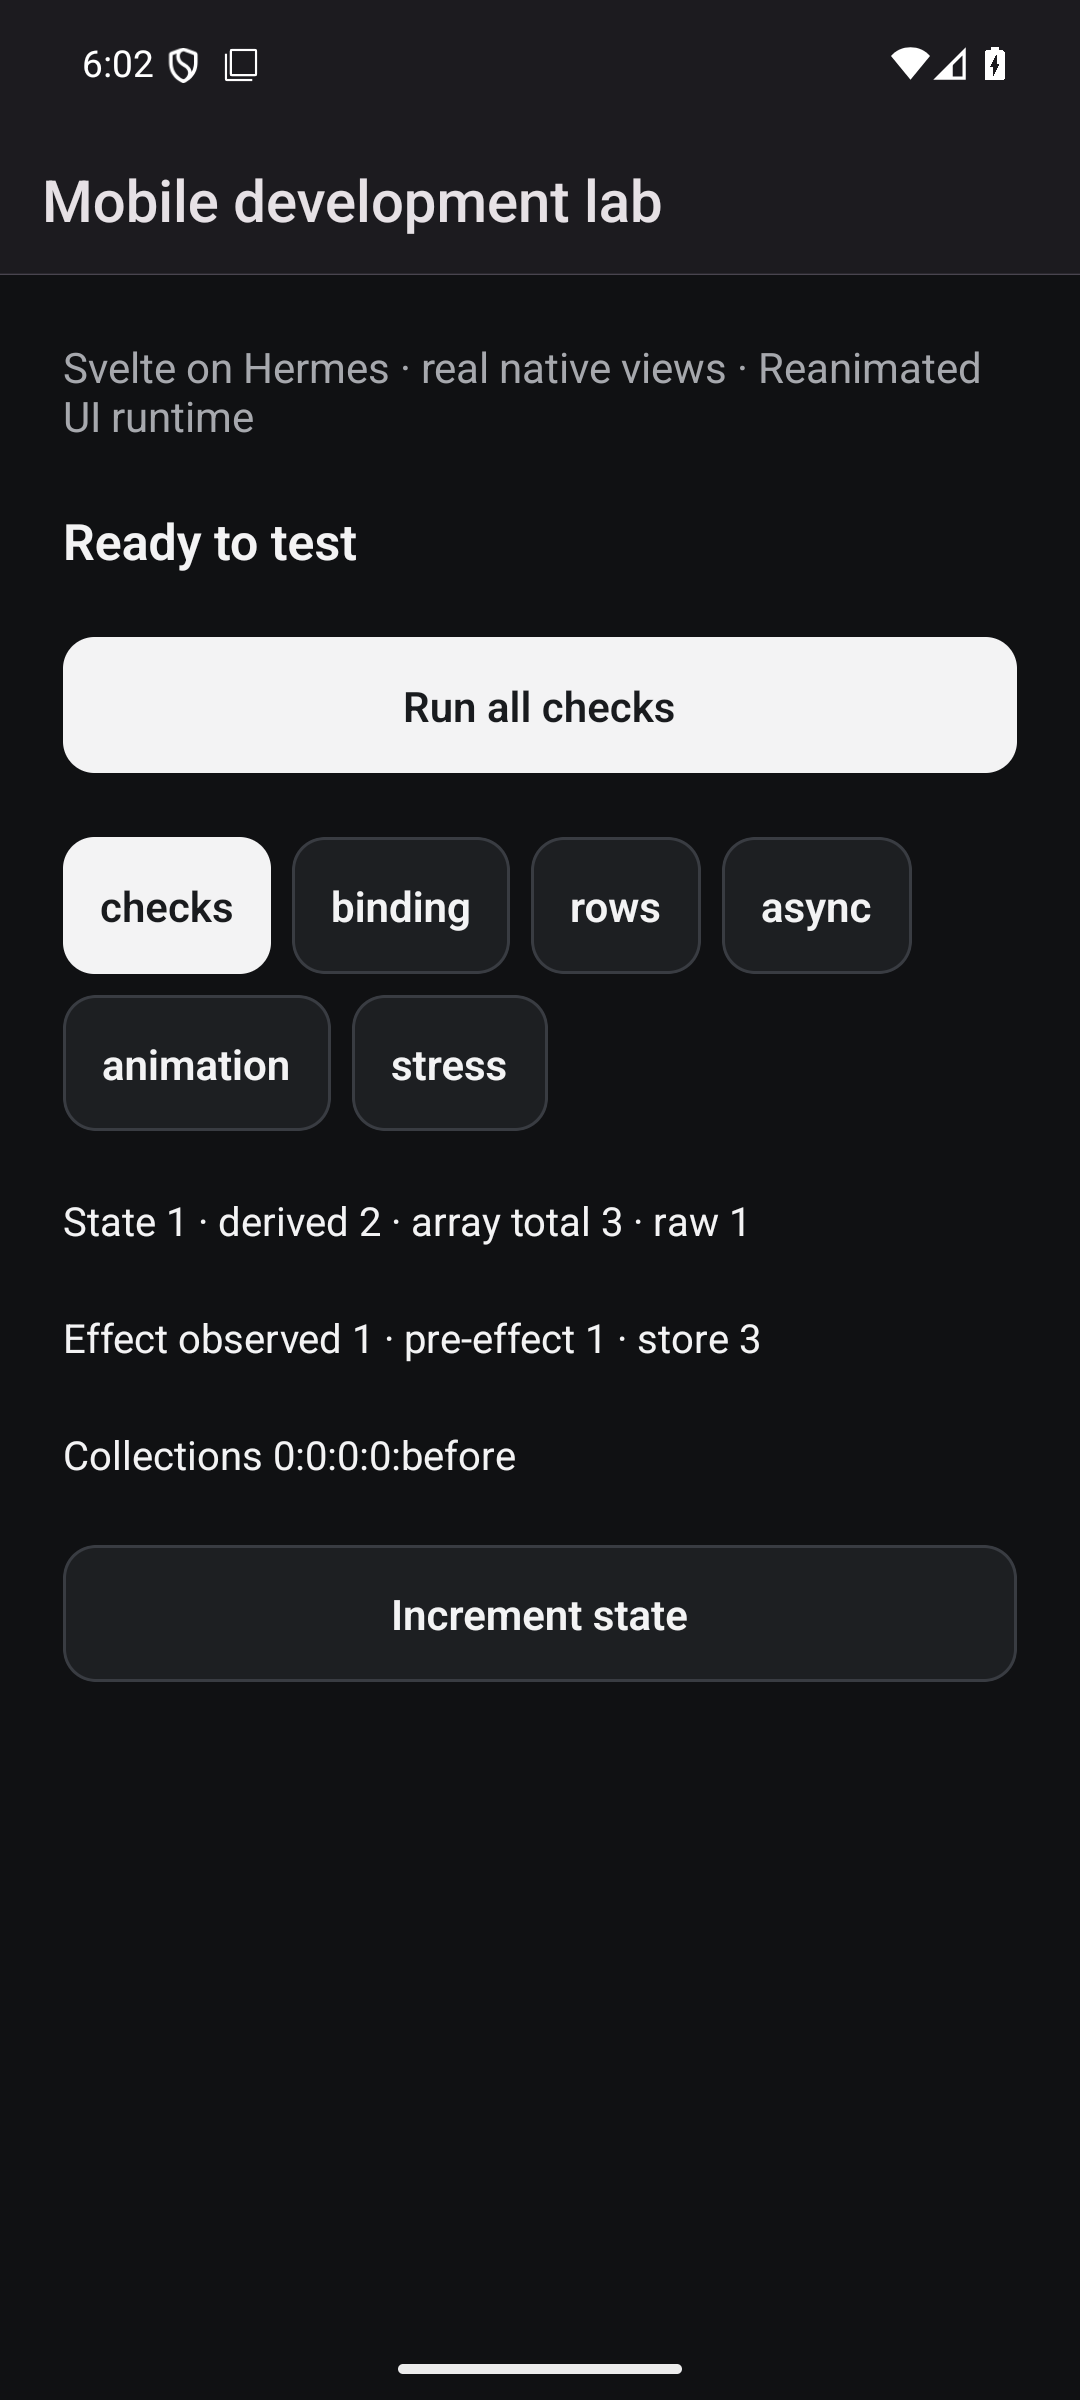 6:02
Mobile development lab
Svelte on Hermes · real native views · Reanimated
UI runtime
Ready to test
Run all checks
checks
binding
rows
async
animation
stress
State 1 · derived 2 · array total 3 · raw 1
Effect observed 1 · pre-effect 1 · store 3
Collections 0:0:0:0:before
Increment state